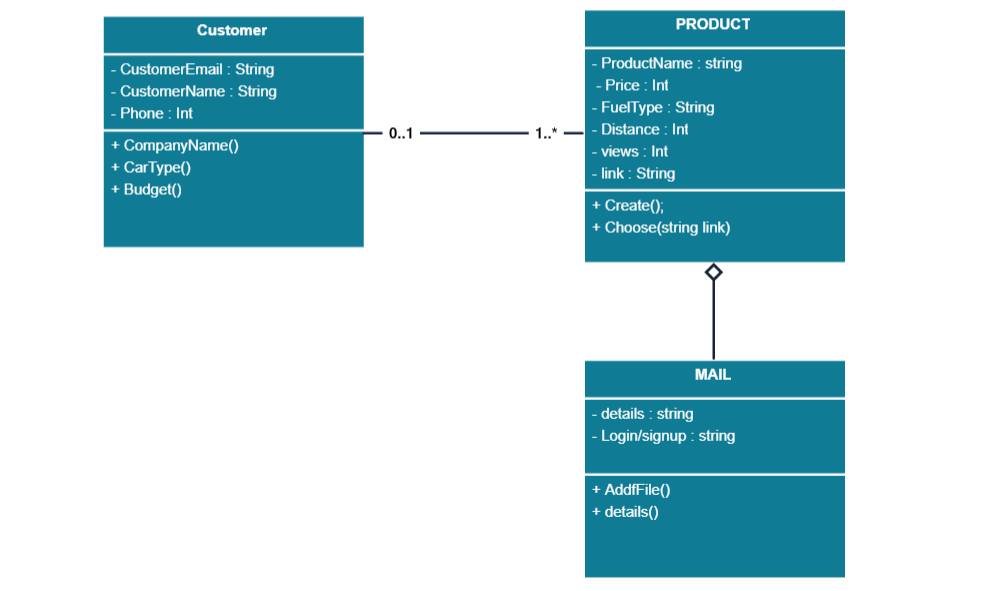 Customer
- CustomerEmail : String
- CustomerName : String
- Phone : Int
+ CompanyName()
+ CarType()
+ Budget()
0..1
1..*
PRODUCT
- ProductName : string
- Price : Int
- FuelType : String
- Distance : Int
- views : Int
- link : String
+ Create();
+ Choose(string link)
MAIL
- details : string
- Login/signup : string
+ AddfFile()
+ details()